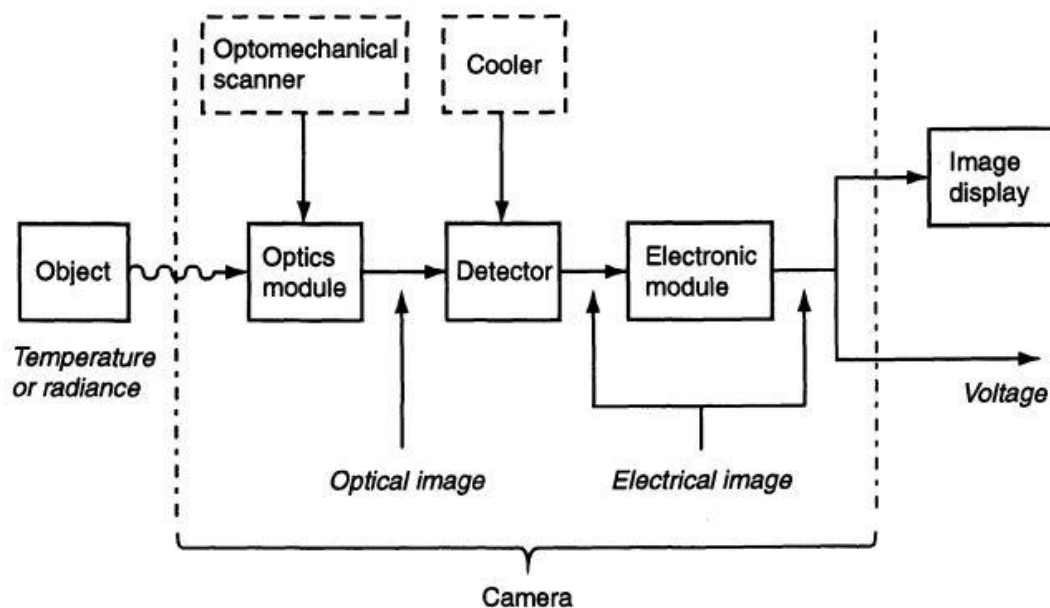 Optomechanical
scanner
Cooler
Image
display
Object
Optics
module
Detector
Electronic
module
Temperature
or radiance
Voltage
Optical image
Electrical image
Camera